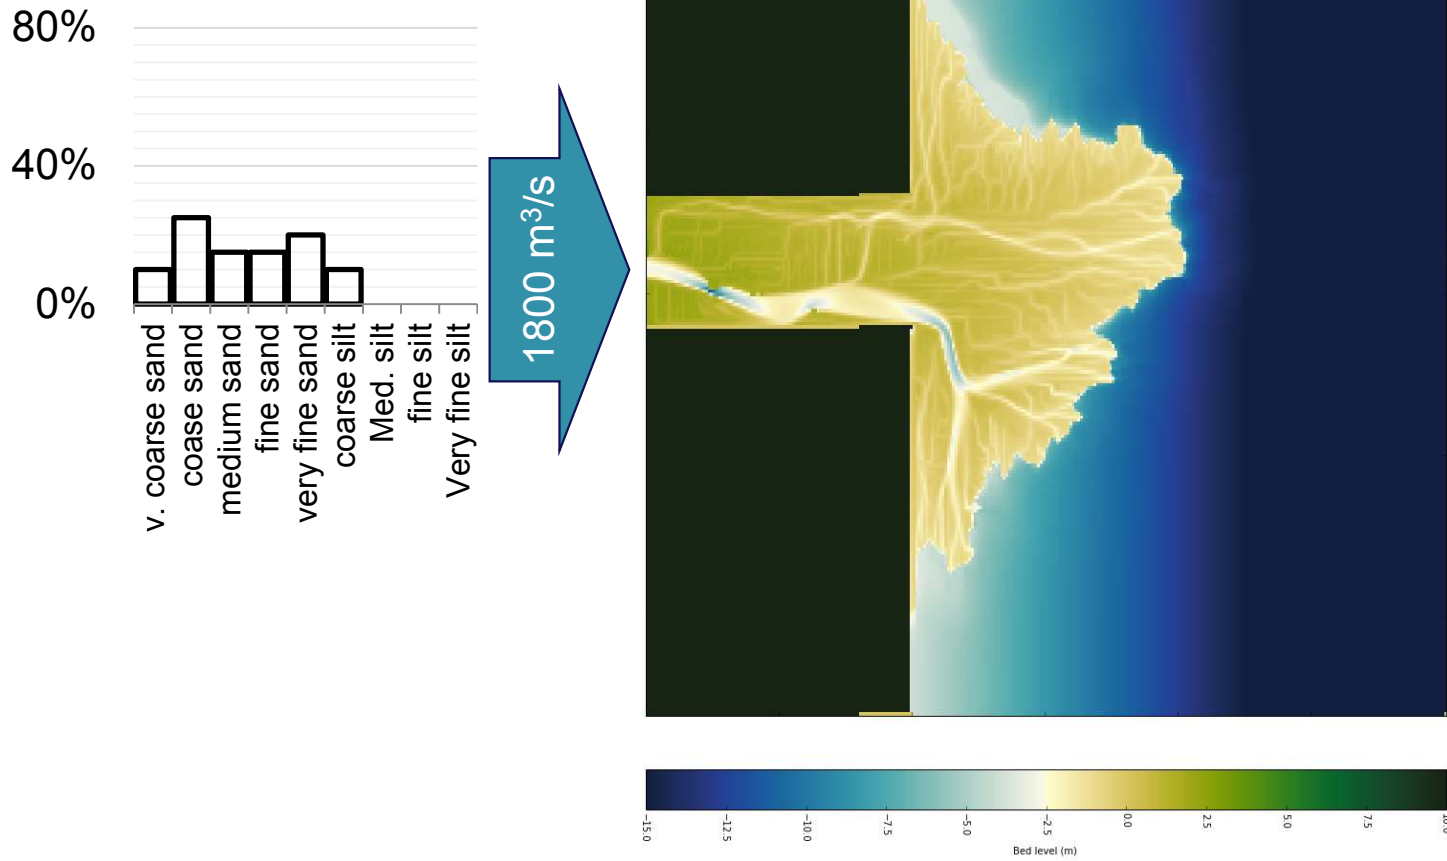 80%
40%
0%
v. coarse sand
coase sand
medium sand
fine sand
very fine sand
coarse silt
Med. silt
fine silt
Very fine silt
1800 m³/s
-15.0
-12.5
-10.0
-7.5
-5.0
-2.5
0.0
2.5
5.0
7.5
Bed level (m)